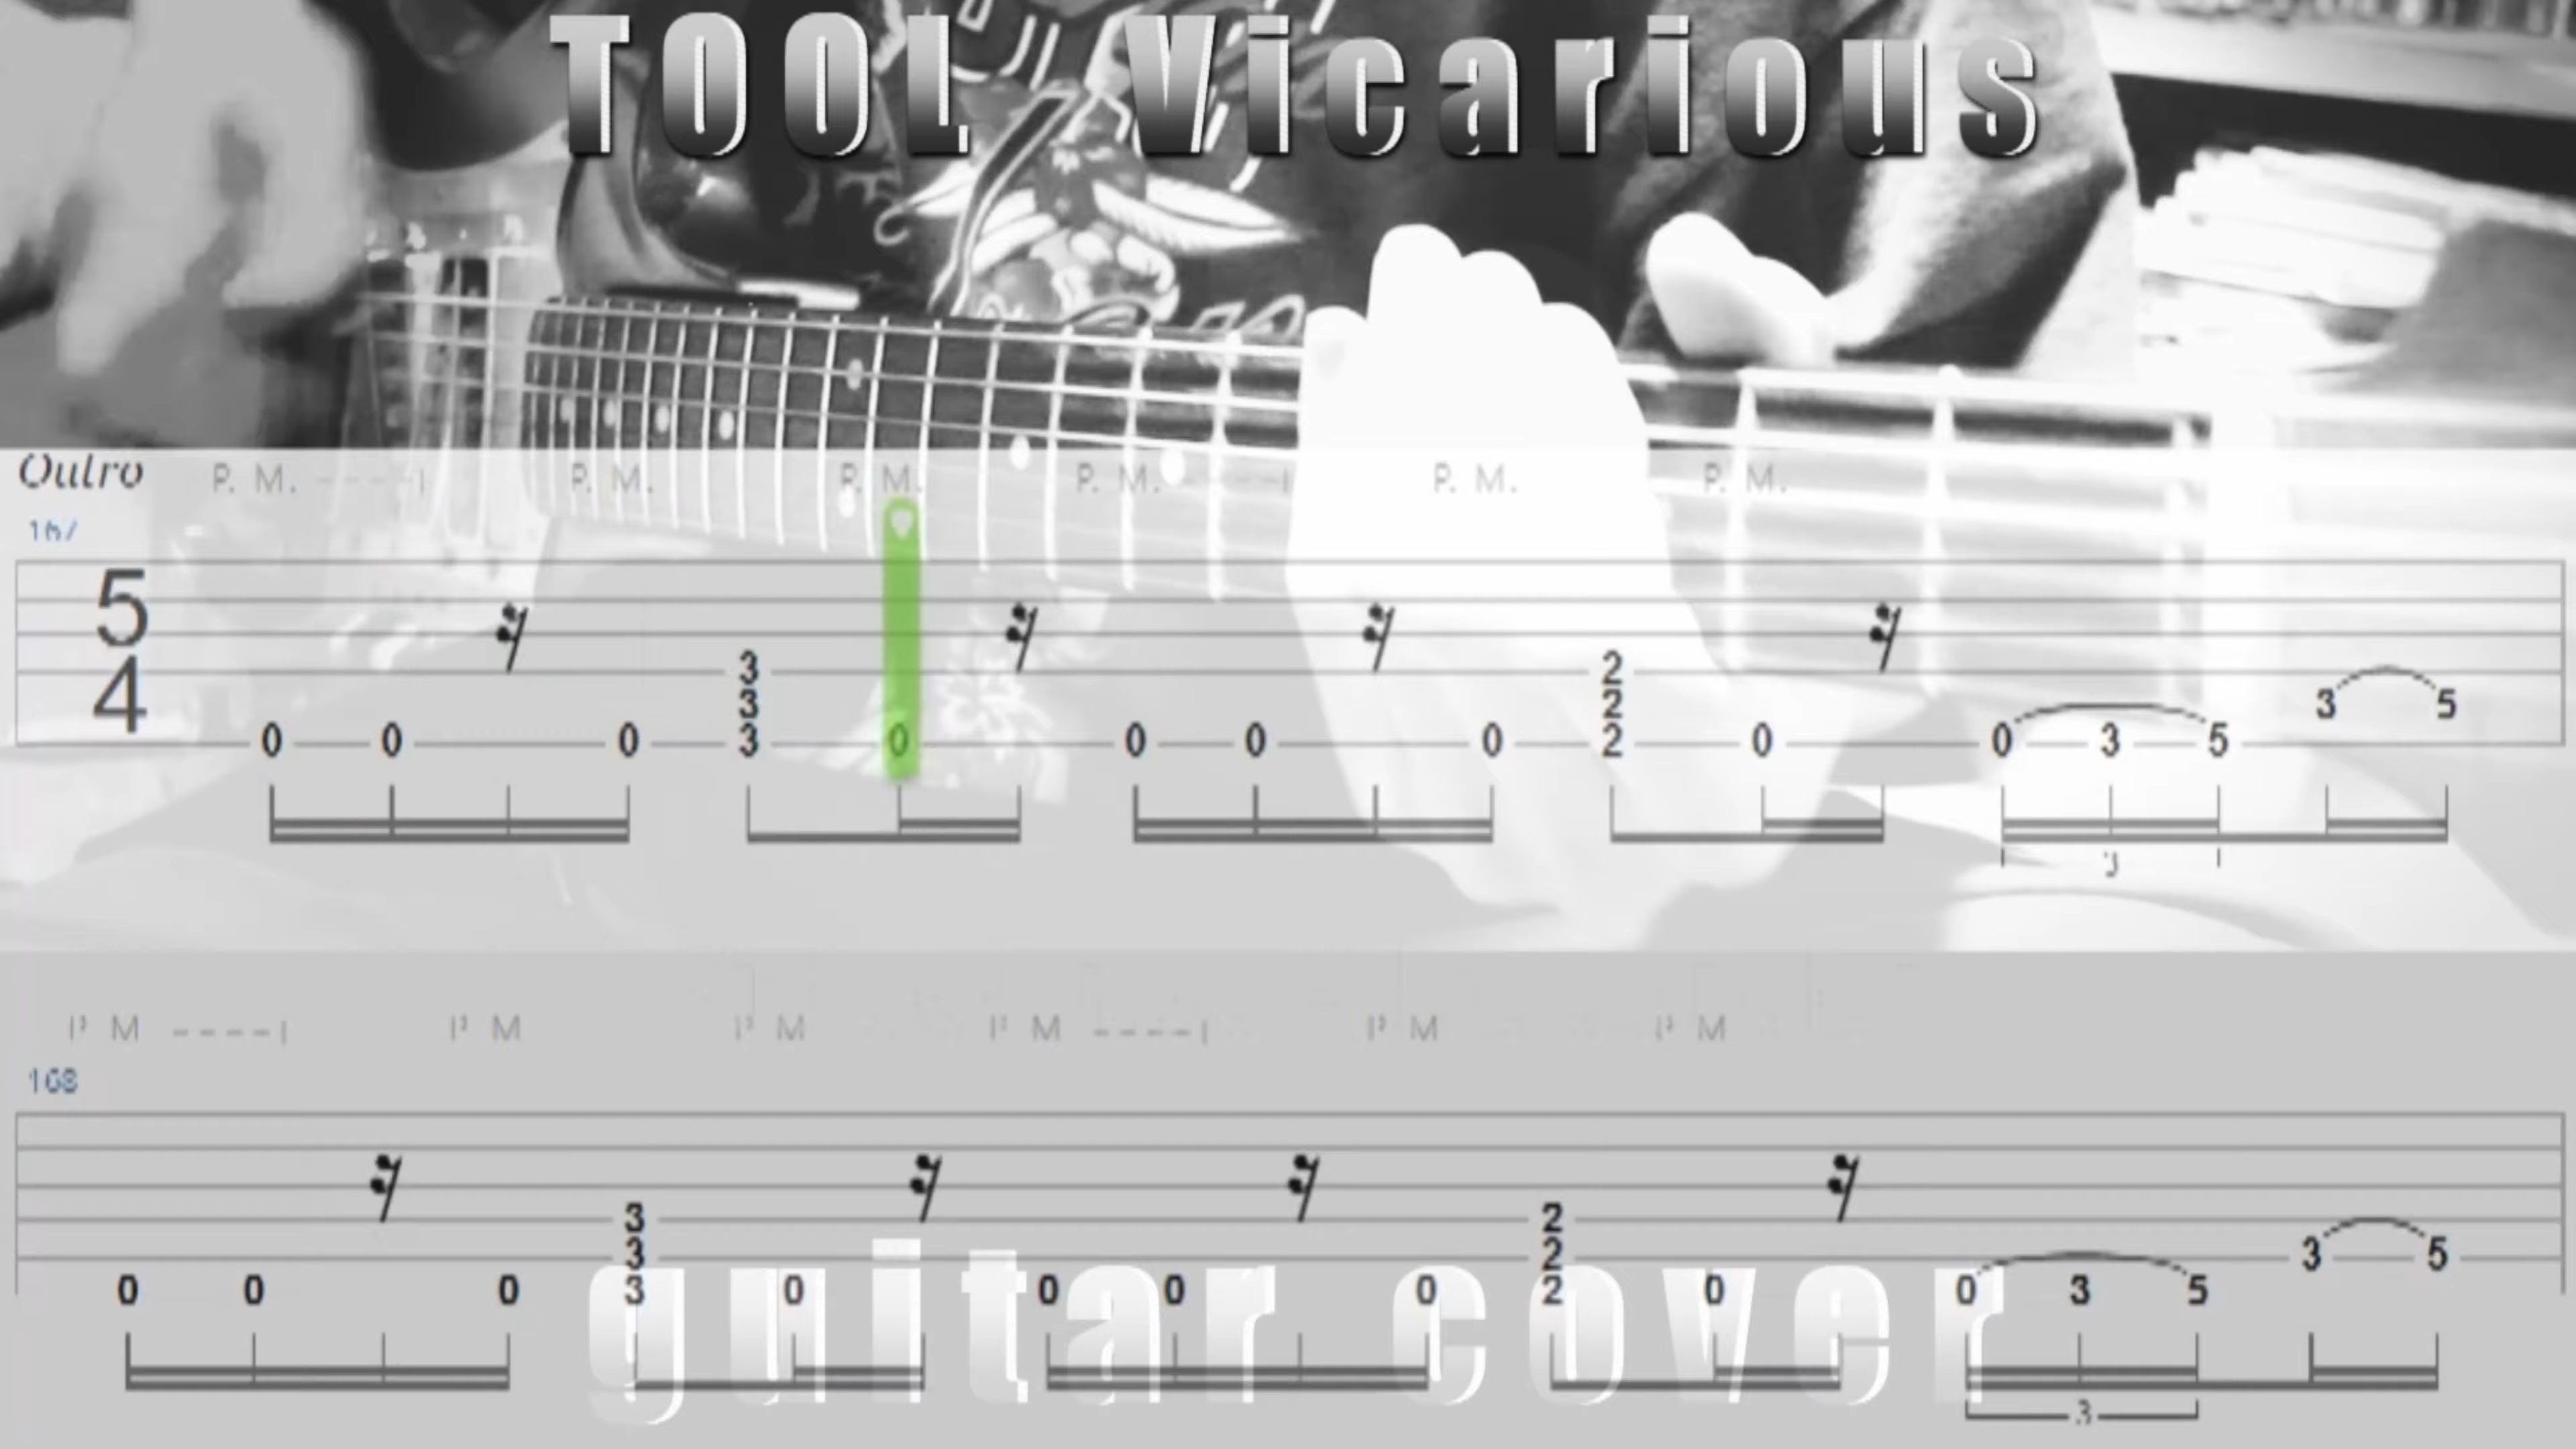 TOOL Vicarious
Outro P. M. ----| P. M. P. M. P. M. ----| P. M. P. M.
167
5
4
3 2
3 2 3 5
0 0 0 3 0 0 0 0 2 0 0 3 5
3
P M ----| P M P M P M ----| P M P M
168
3 2
3 2 3 5
0 0 0 3 0 0 0 0 2 0 0 3 5
guitar cover
3